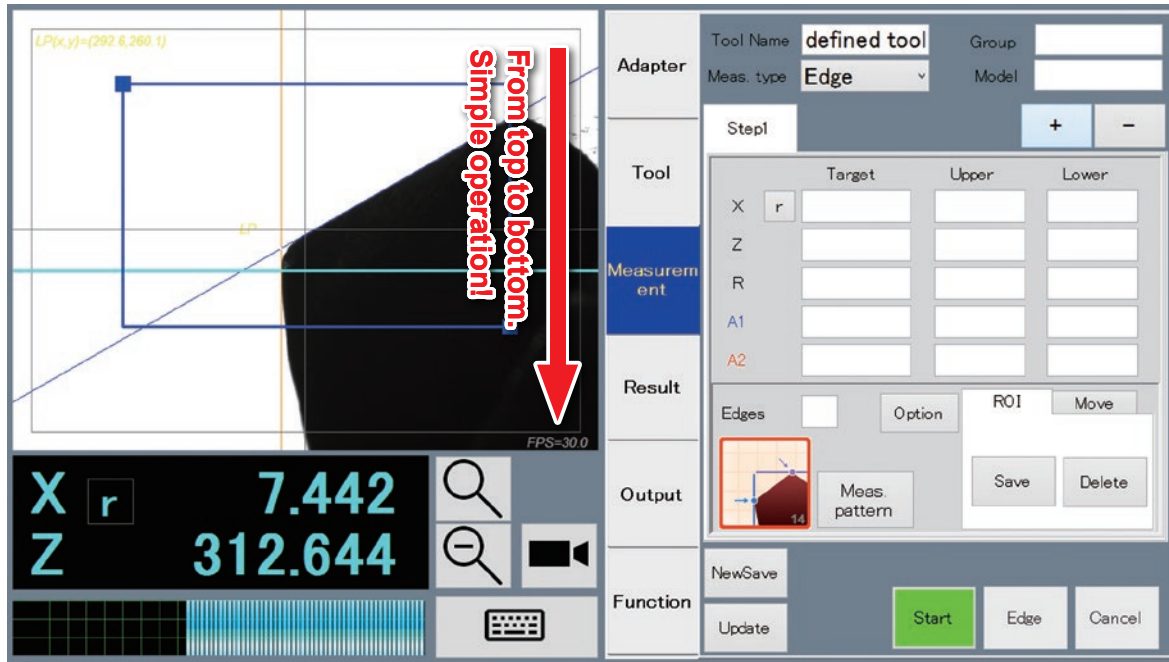 LP(x,y)=(292.6,260.1)
LP
From top to bottom.
Simple operation!
FPS=30.0
X r 7.442
Z 312.644
Adapter
Tool
Measurem
ent
Result
Output
Function
Tool Name defined tool Group
Meas. type Edge Model
Step1 + -
Target Upper Lower
X r
Z
R
A1
A2
Edges Option ROI Move
14
Meas.
pattern
Save Delete
NewSave
Update
Start Edge Cancel